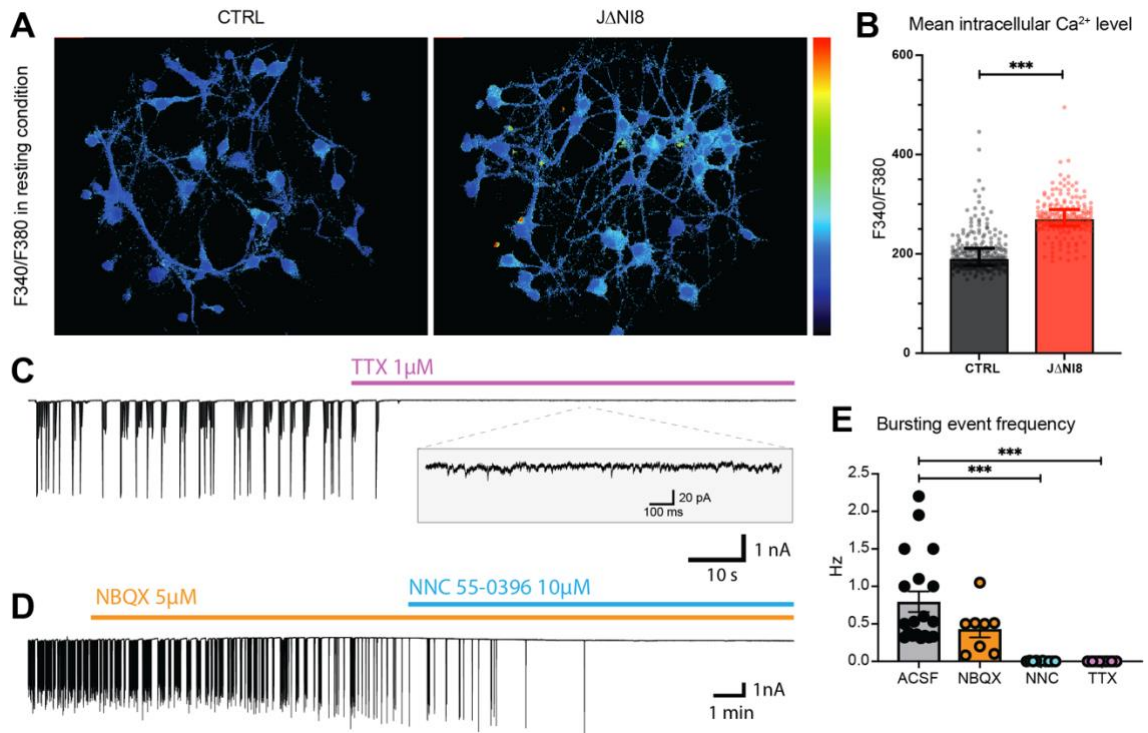 CTRL
JΔNI8
A
F340/F380 in resting condition
B
Mean intracellular Ca²⁺ level
600
400
200
0
F340/F380
***
CTRL
JΔNI8
C
TTX 1µM
20 pA
100 ms
1 nA
10 s
D
NBQX 5µM
NNC 55-0396 10µM
1nA
1 min
E
Bursting event frequency
***
***
2.5
2.0
1.5
1.0
0.5
0.0
Hz
ACSF
NBQX
NNC
TTX